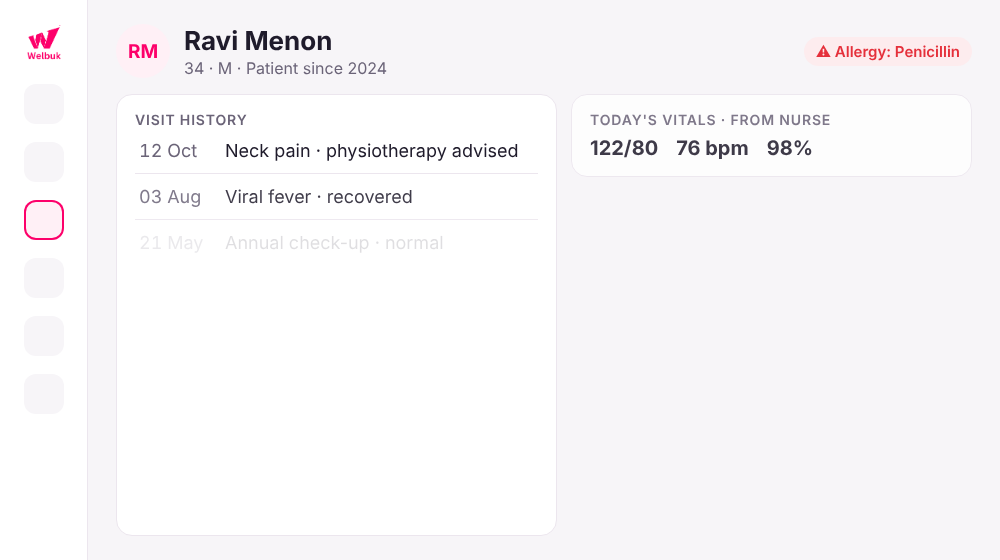 Welbuk
RM
Ravi Menon
34 · M · Patient since 2024
⚠ Allergy: Penicillin
VISIT HISTORY
12 Oct Neck pain · physiotherapy advised
03 Aug Viral fever · recovered
21 May Annual check-up · normal
TODAY'S VITALS · FROM NURSE
122/80 76 bpm 98%